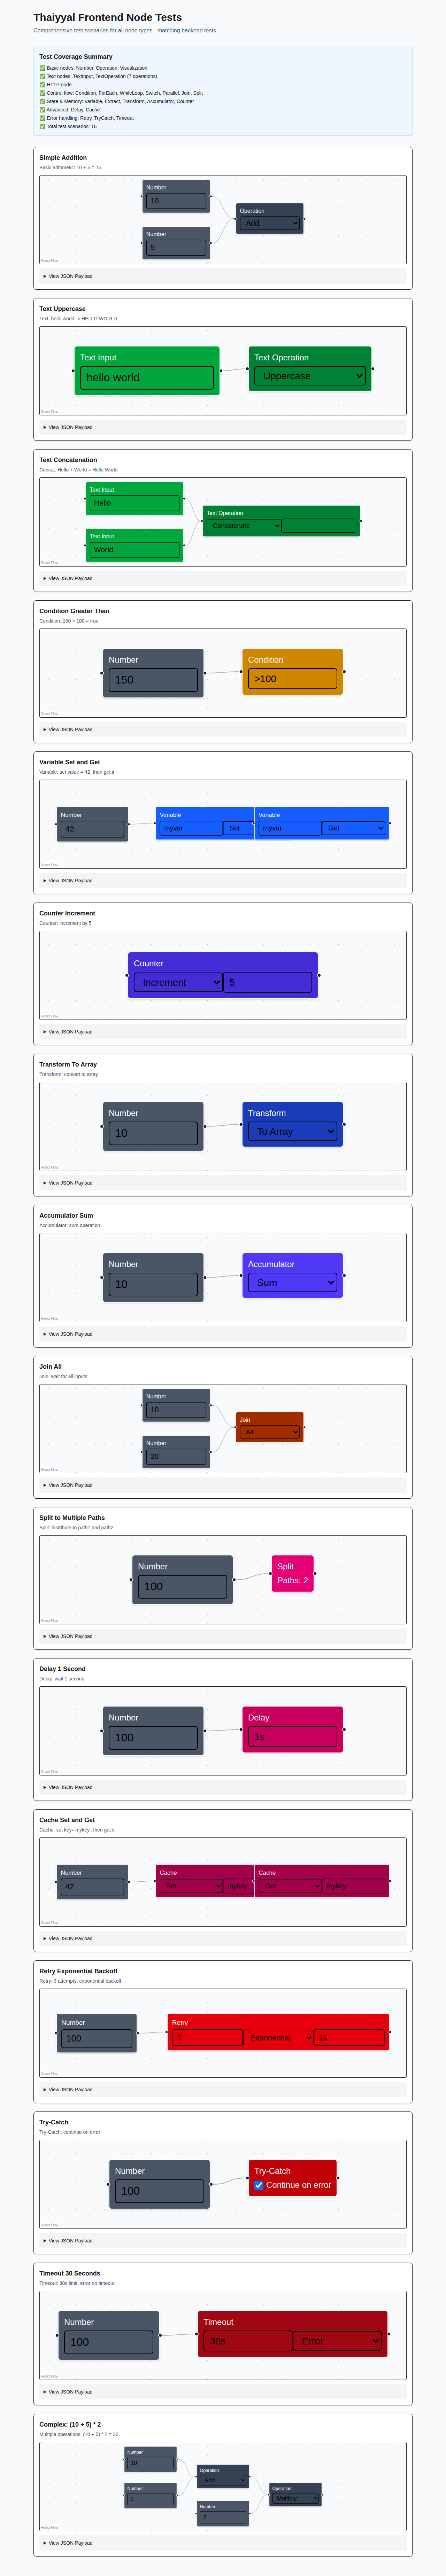 Thaiyyal Frontend Node Tests
Comprehensive test scenarios for all node types - matching backend tests
Test Coverage Summary
✅ Basic nodes: Number, Operation, Visualization
✅ Text nodes: TextInput, TextOperation (7 operations)
✅ HTTP node
✅ Control flow: Condition, ForEach, WhileLoop, Switch, Parallel, Join, Split
✅ State & Memory: Variable, Extract, Transform, Accumulator, Counter
✅ Advanced: Delay, Cache
✅ Error handling: Retry, TryCatch, Timeout
✅ Total test scenarios: 16
Simple Addition
Basic arithmetic: 10 + 5 = 15
Number
10
Operation
Add
Number
5
React Flow
▶ View JSON Payload
Text Uppercase
Text: hello world -> HELLO WORLD
Text Input
hello world
Text Operation
Uppercase
React Flow
▶ View JSON Payload
Text Concatenation
Concat: Hello + World = Hello World
Text Input
Hello
Text Operation
Concatenate
Text Input
World
React Flow
▶ View JSON Payload
Condition Greater Than
Condition: 150 > 100 = true
Number
150
Condition
>100
React Flow
▶ View JSON Payload
Variable Set and Get
Variable: set value = 42, then get it
Number
42
Variable
myvar Set
Variable
myvar Get
React Flow
▶ View JSON Payload
Counter Increment
Counter: increment by 5
Counter
Increment 5
React Flow
▶ View JSON Payload
Transform To Array
Transform: convert to array
Number
10
Transform
To Array
React Flow
▶ View JSON Payload
Accumulator Sum
Accumulator: sum operation
Number
10
Accumulator
Sum
React Flow
▶ View JSON Payload
Join All
Join: wait for all inputs
Number
10
Join
All
Number
20
React Flow
▶ View JSON Payload
Split to Multiple Paths
Split: distribute to path1 and path2
Number
100
Split
Paths: 2
React Flow
▶ View JSON Payload
Delay 1 Second
Delay: wait 1 second
Number
100
Delay
1s
React Flow
▶ View JSON Payload
Cache Set and Get
Cache: set key='mykey', then get it
Number
42
Cache
Set mykey
Cache
Get mykey
React Flow
▶ View JSON Payload
Retry Exponential Backoff
Retry: 3 attempts, exponential backoff
Number
100
Retry
3 Exponential 1s
React Flow
▶ View JSON Payload
Try-Catch
Try-Catch: continue on error
Number
100
Try-Catch
Continue on error
React Flow
▶ View JSON Payload
Timeout 30 Seconds
Timeout: 30s limit, error on timeout
Number
100
Timeout
30s Error
React Flow
▶ View JSON Payload
Complex: (10 + 5) * 2
Multiple operations: (10 + 5) * 2 = 30
Number
10
Operation
Add
Number
5
Operation
Multiply
Number
2
React Flow
▶ View JSON Payload